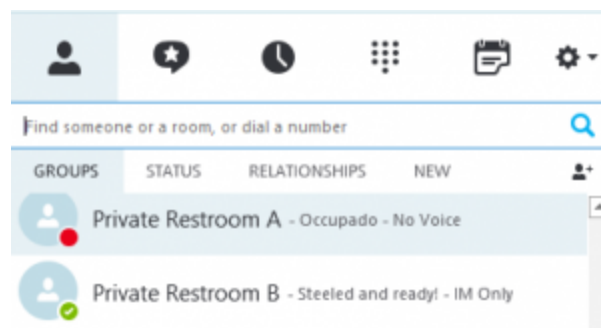 Find someone or a room, or dial a number
GROUPS STATUS RELATIONSHIPS NEW
Private Restroom A - Occupado - No Voice
Private Restroom B - Steeled and ready! - IM Only